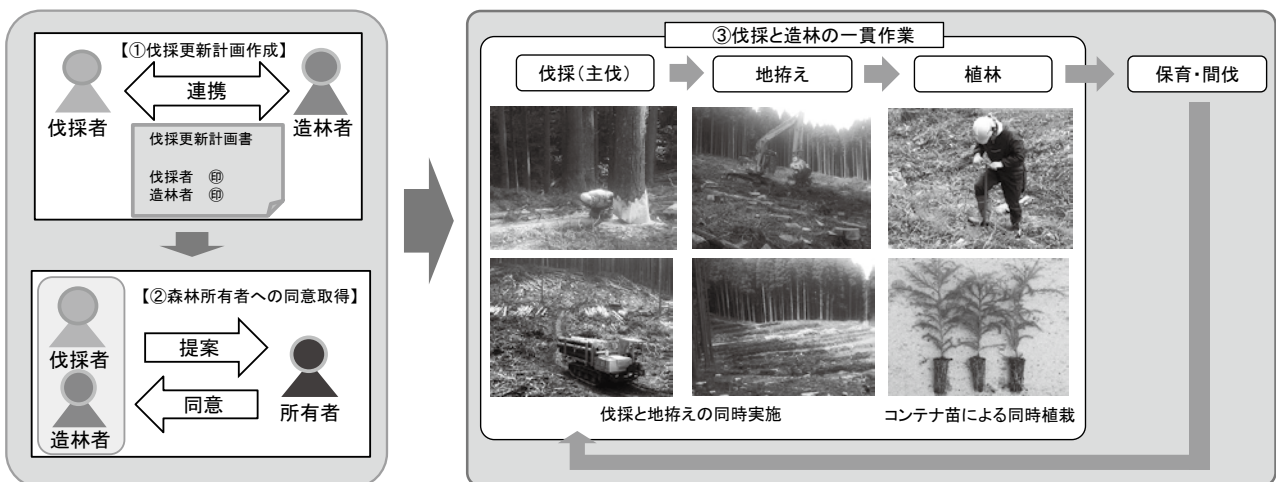 【①伐採更新計画作成】
連携
伐採者
造林者
伐採更新計画書
伐採者 ㊞
造林者 ㊞
【②森林所有者への同意取得】
伐採者
提案
造林者
同意
所有者
③伐採と造林の一貫作業
伐採(主伐)
地拵え
植林
保育・間伐
伐採と地拵えの同時実施
コンテナ苗による同時植栽